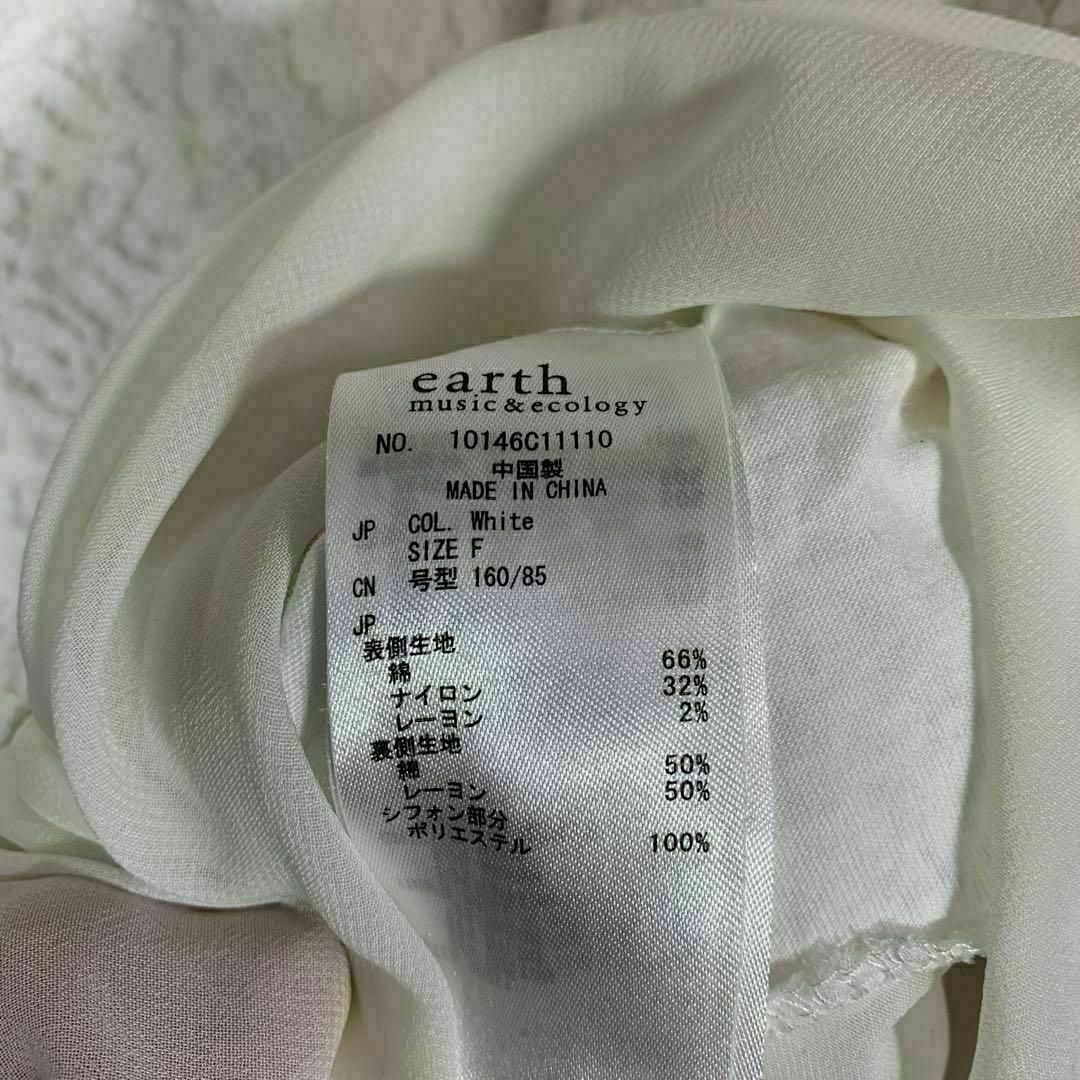 earth
music & ecology
NO. 10146C11110
中国製
MADE IN CHINA
JP COL. White
SIZE F
CN 号型 160/85
JP
表側生地
綿 66%
ナイロン 32%
レーヨン 2%
裏側生地
綿 50%
レーヨン 50%
シフォン部分
ポリエステル 100%